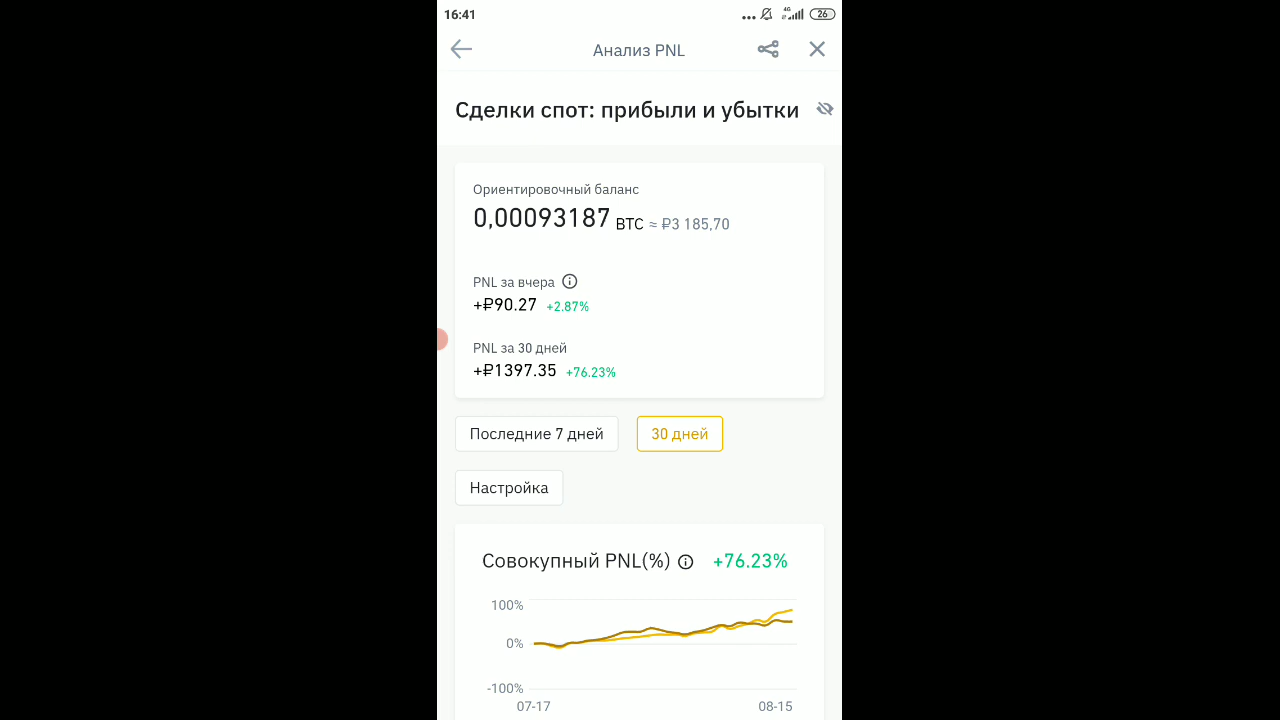 16:41
4G
26
Анализ PNL
Сделки спот: прибыли и убытки
Ориентировочный баланс
0,00093187 BTC ≈ ₽3 185,70
PNL за вчера
+₽90.27 +2.87%
PNL за 30 дней
+₽1397.35 +76.23%
Последние 7 дней 30 дней
Настройка
Совокупный PNL(%) +76.23%
100%
0%
-100%
07-17 08-15